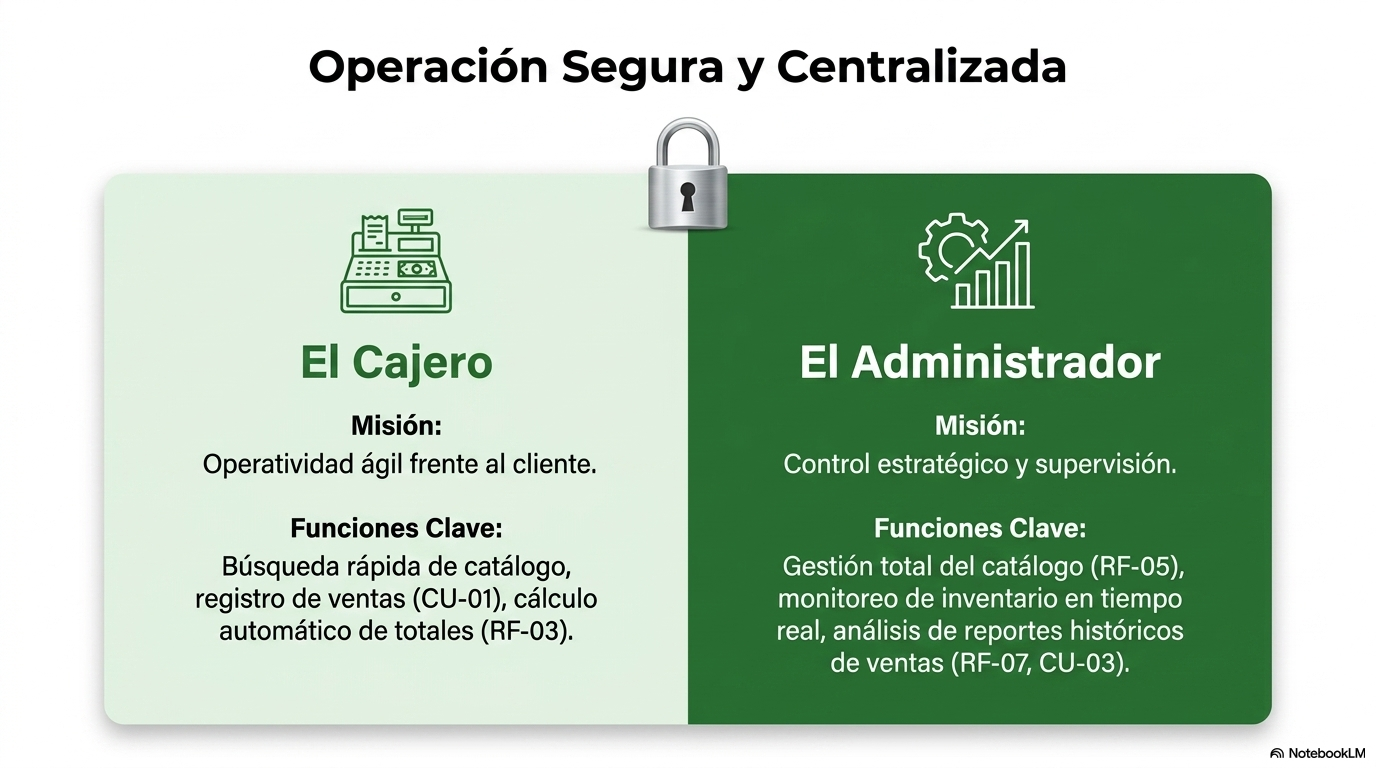 Operación Segura y Centralizada
El Cajero
Misión:
Operatividad ágil frente al cliente.
Funciones Clave:
Búsqueda rápida de catálogo,
registro de ventas (CU-01), cálculo
automático de totales (RF-03).
El Administrador
Misión:
Control estratégico y supervisión.
Funciones Clave:
Gestión total del catálogo (RF-05),
monitoreo de inventario en tiempo
real, análisis de reportes históricos
de ventas (RF-07, CU-03).
NotebookLM